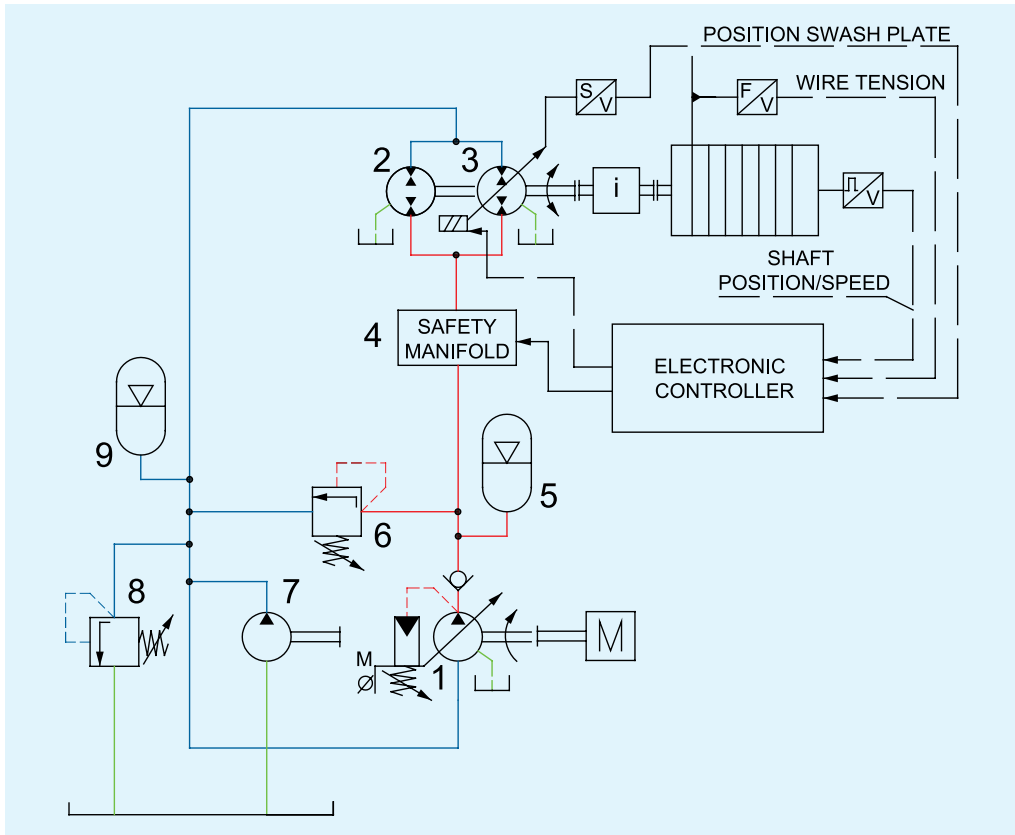 POSITION SWASH PLATE
S
V
F
V
WIRE TENSION
2
3
i
V
SHAFT
POSITION/SPEED
4
SAFETY
MANIFOLD
ELECTRONIC
CONTROLLER
9
5
6
8
7
M
1
M